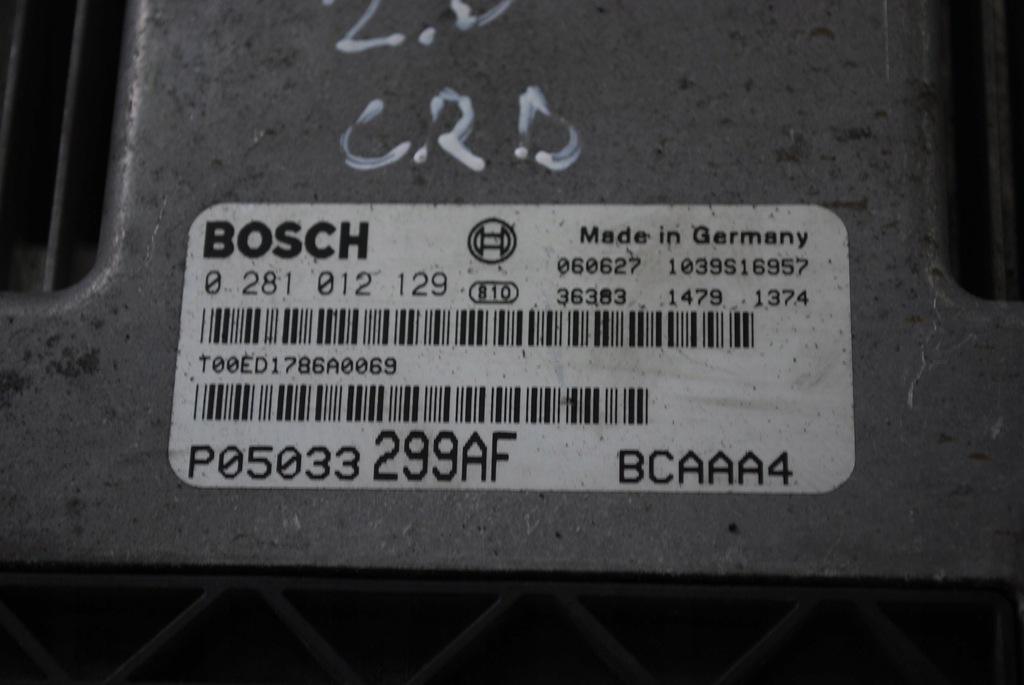 CRD
BOSCH
Made in Germany
0 281 012 129
810
060627 1039S16957
36383 1479 1374
T00ED1786A0069
P05033 299AF BCAAA4